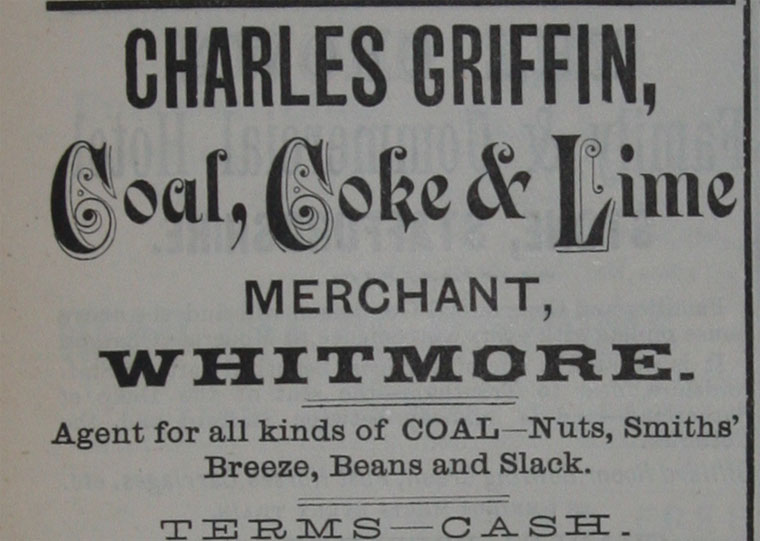 CHARLES GRIFFIN,
Coal, Coke & Lime
MERCHANT,
WHITMORE.
Agent for all kinds of COAL—Nuts, Smiths'
Breeze, Beans and Slack.
TERMS—CASH.